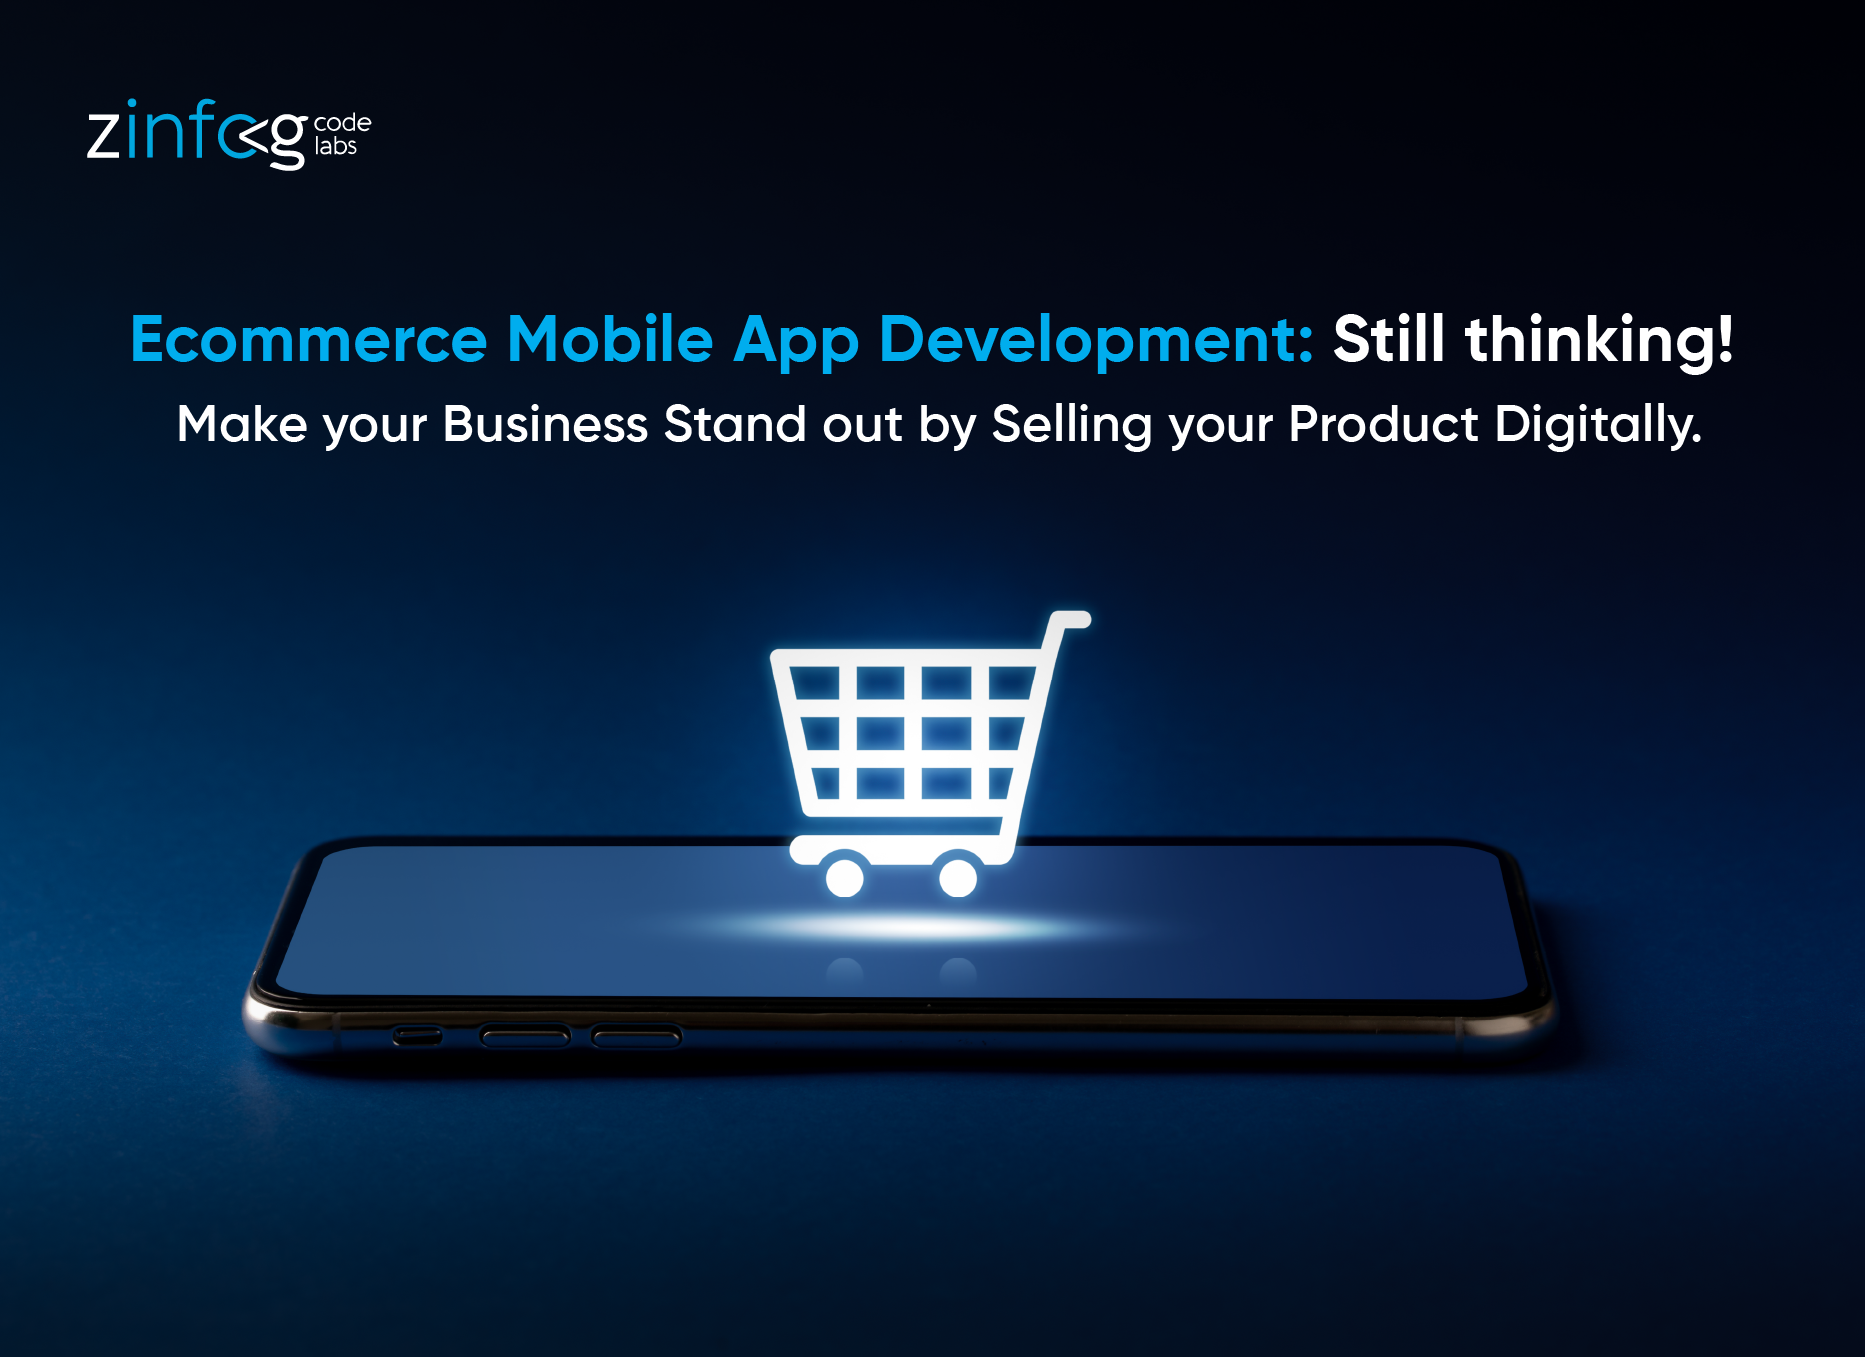 zinfog code
labs
Ecommerce Mobile App Development: Still thinking!
Make your Business Stand out by Selling your Product Digitally.